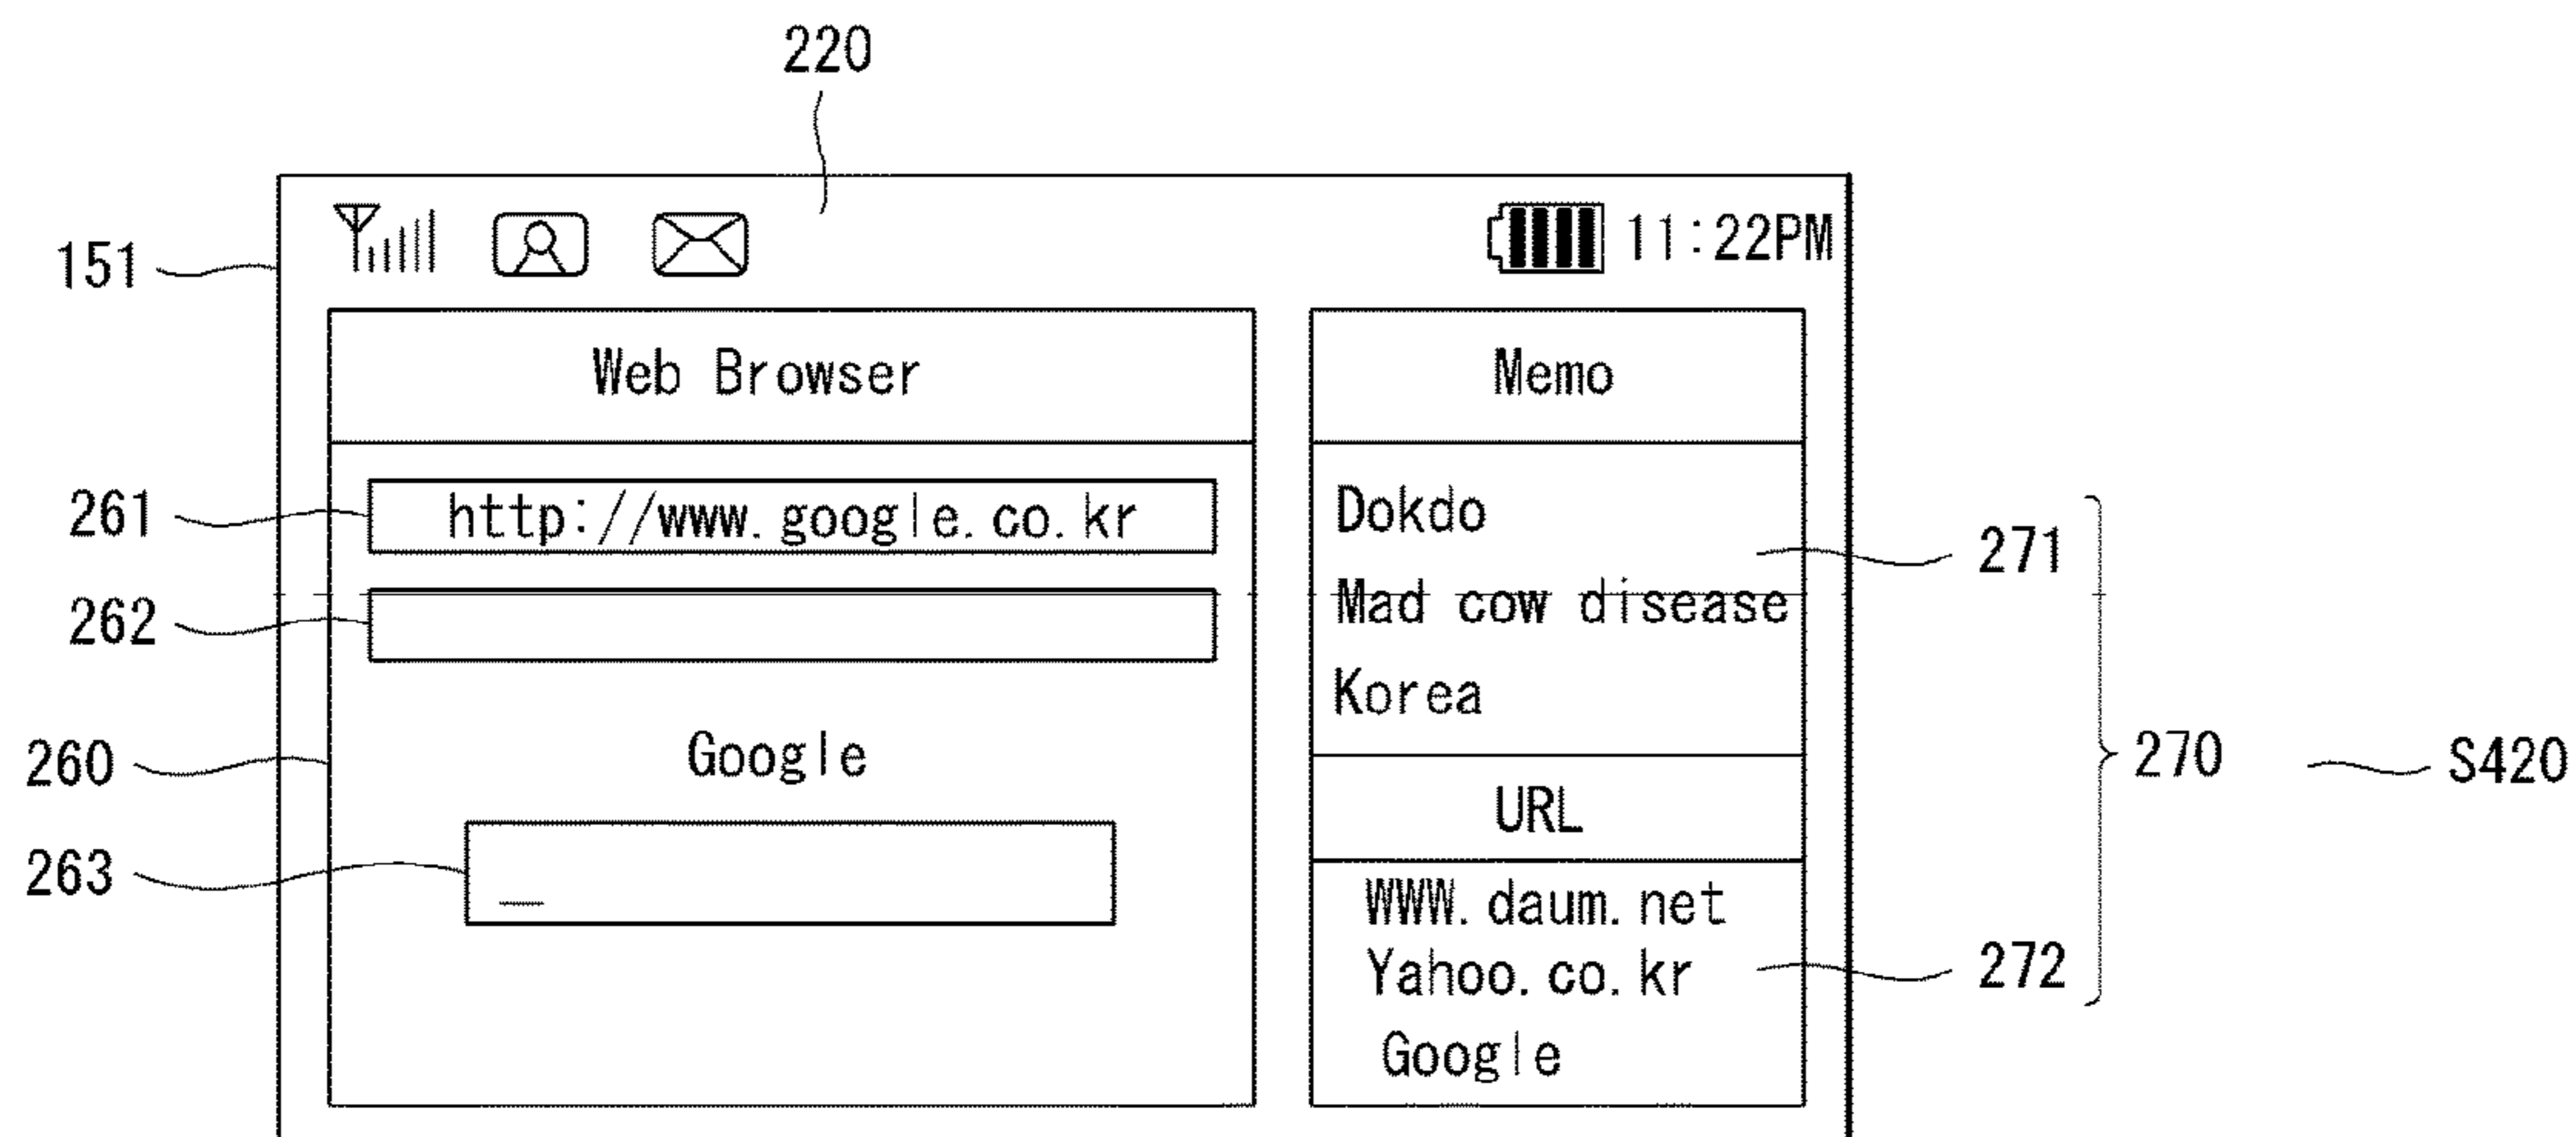 220
151
11:22PM
Web Browser
Memo
261
http://www.google.co.kr
Dokdo
271
262
Mad cow disease
Korea
260
Google
270
S420
URL
263
WWW.daum.net
Yahoo.co.kr
272
Google